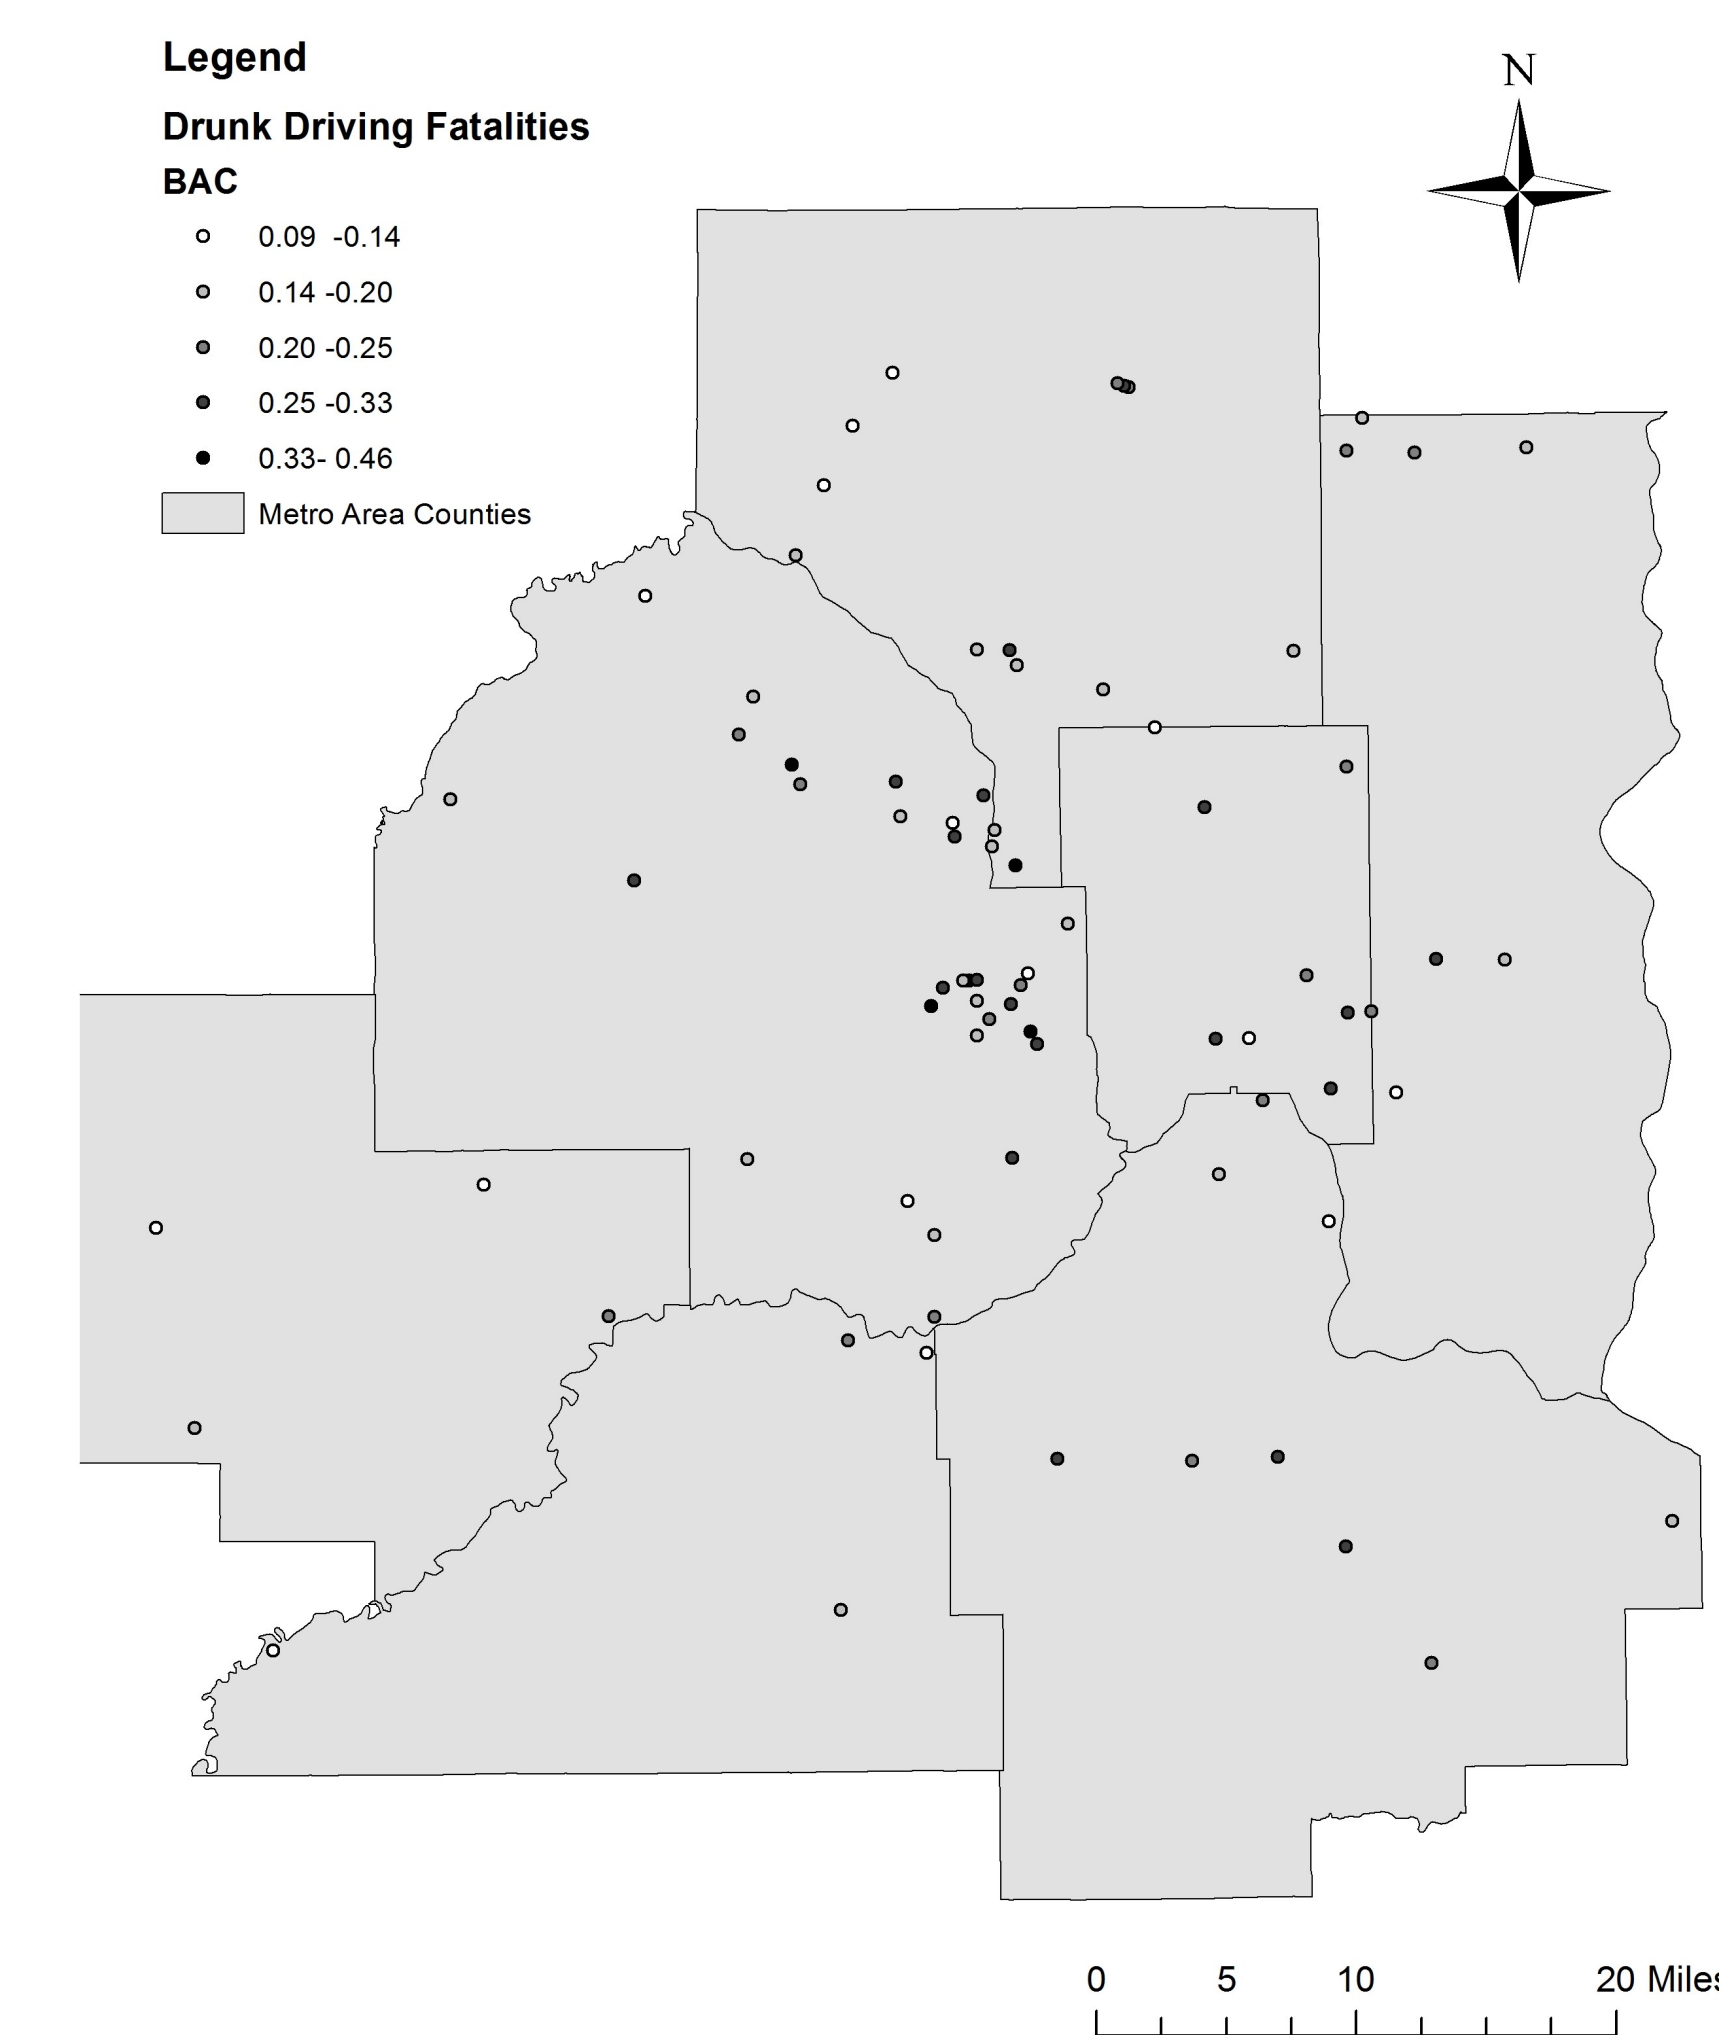 Legend
N
Drunk Driving Fatalities
BAC
0.09 -0.14
0.14 -0.20
0.20 -0.25
0.25 -0.33
0.33- 0.46
Metro Area Counties
0 5 10 20 Miles